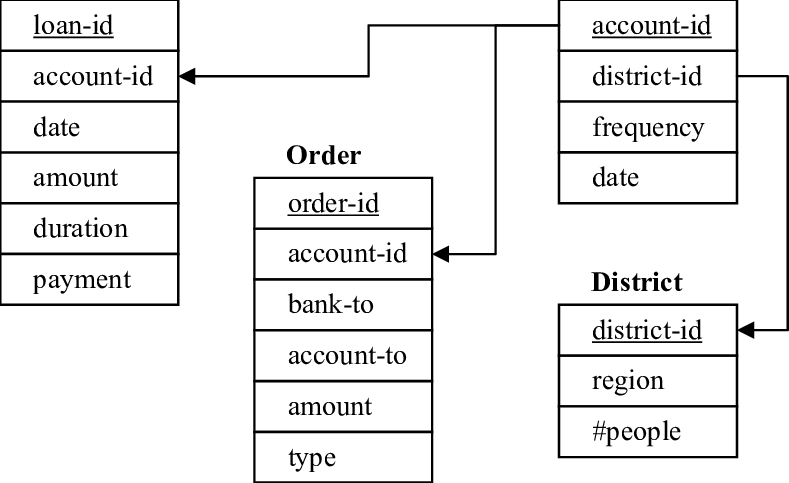 loan-id
account-id
date
amount
duration
payment
Order
order-id
account-id
bank-to
account-to
amount
type
account-id
district-id
frequency
date
District
district-id
region
#people